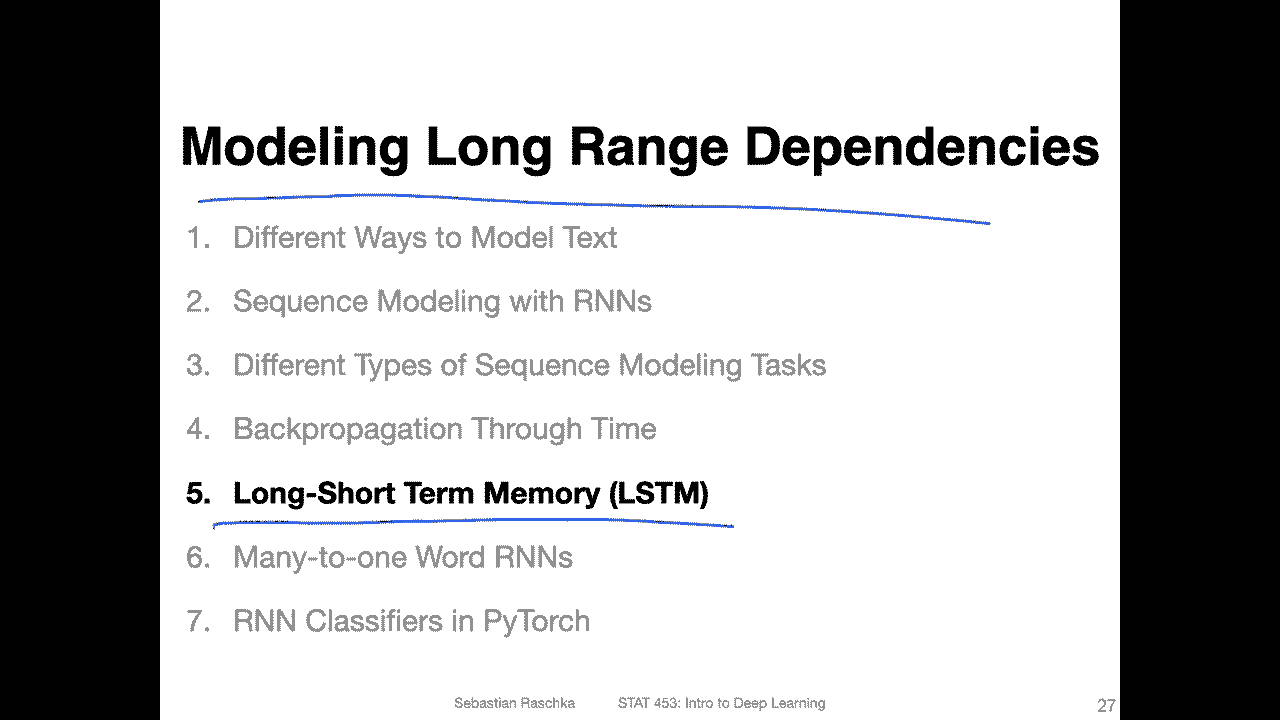 Modeling Long Range Dependencies
1. Different Ways to Model Text
2. Sequence Modeling with RNNs
3. Different Types of Sequence Modeling Tasks
4. Backpropagation Through Time
5. Long-Short Term Memory (LSTM)
6. Many-to-one Word RNNs
7. RNN Classifiers in PyTorch
Sebastian Raschka STAT 453: Intro to Deep Learning 27